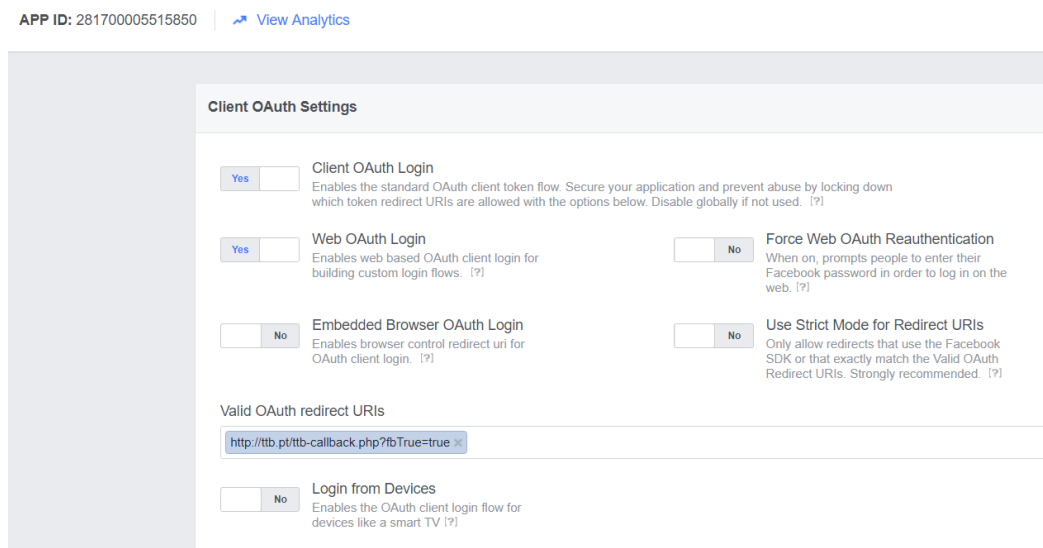 APP ID: 281700005515850 View Analytics
Client OAuth Settings
Yes
Client OAuth Login
Enables the standard OAuth client token flow. Secure your application and prevent abuse by locking down
which token redirect URIs are allowed with the options below. Disable globally if not used. [?]
Yes
Web OAuth Login
Enables web based OAuth client login for
building custom login flows. [?]
No
Force Web OAuth Reauthentication
When on, prompts people to enter their
Facebook password in order to log in on the
web. [?]
No
Embedded Browser OAuth Login
Enables browser control redirect uri for
OAuth client login. [?]
No
Use Strict Mode for Redirect URIs
Only allow redirects that use the Facebook
SDK or that exactly match the Valid OAuth
Redirect URIs. Strongly recommended. [?]
Valid OAuth redirect URIs
http://ttb.pt/ttb-callback.php?fbTrue=true ×
No
Login from Devices
Enables the OAuth client login flow for
devices like a smart TV [?]